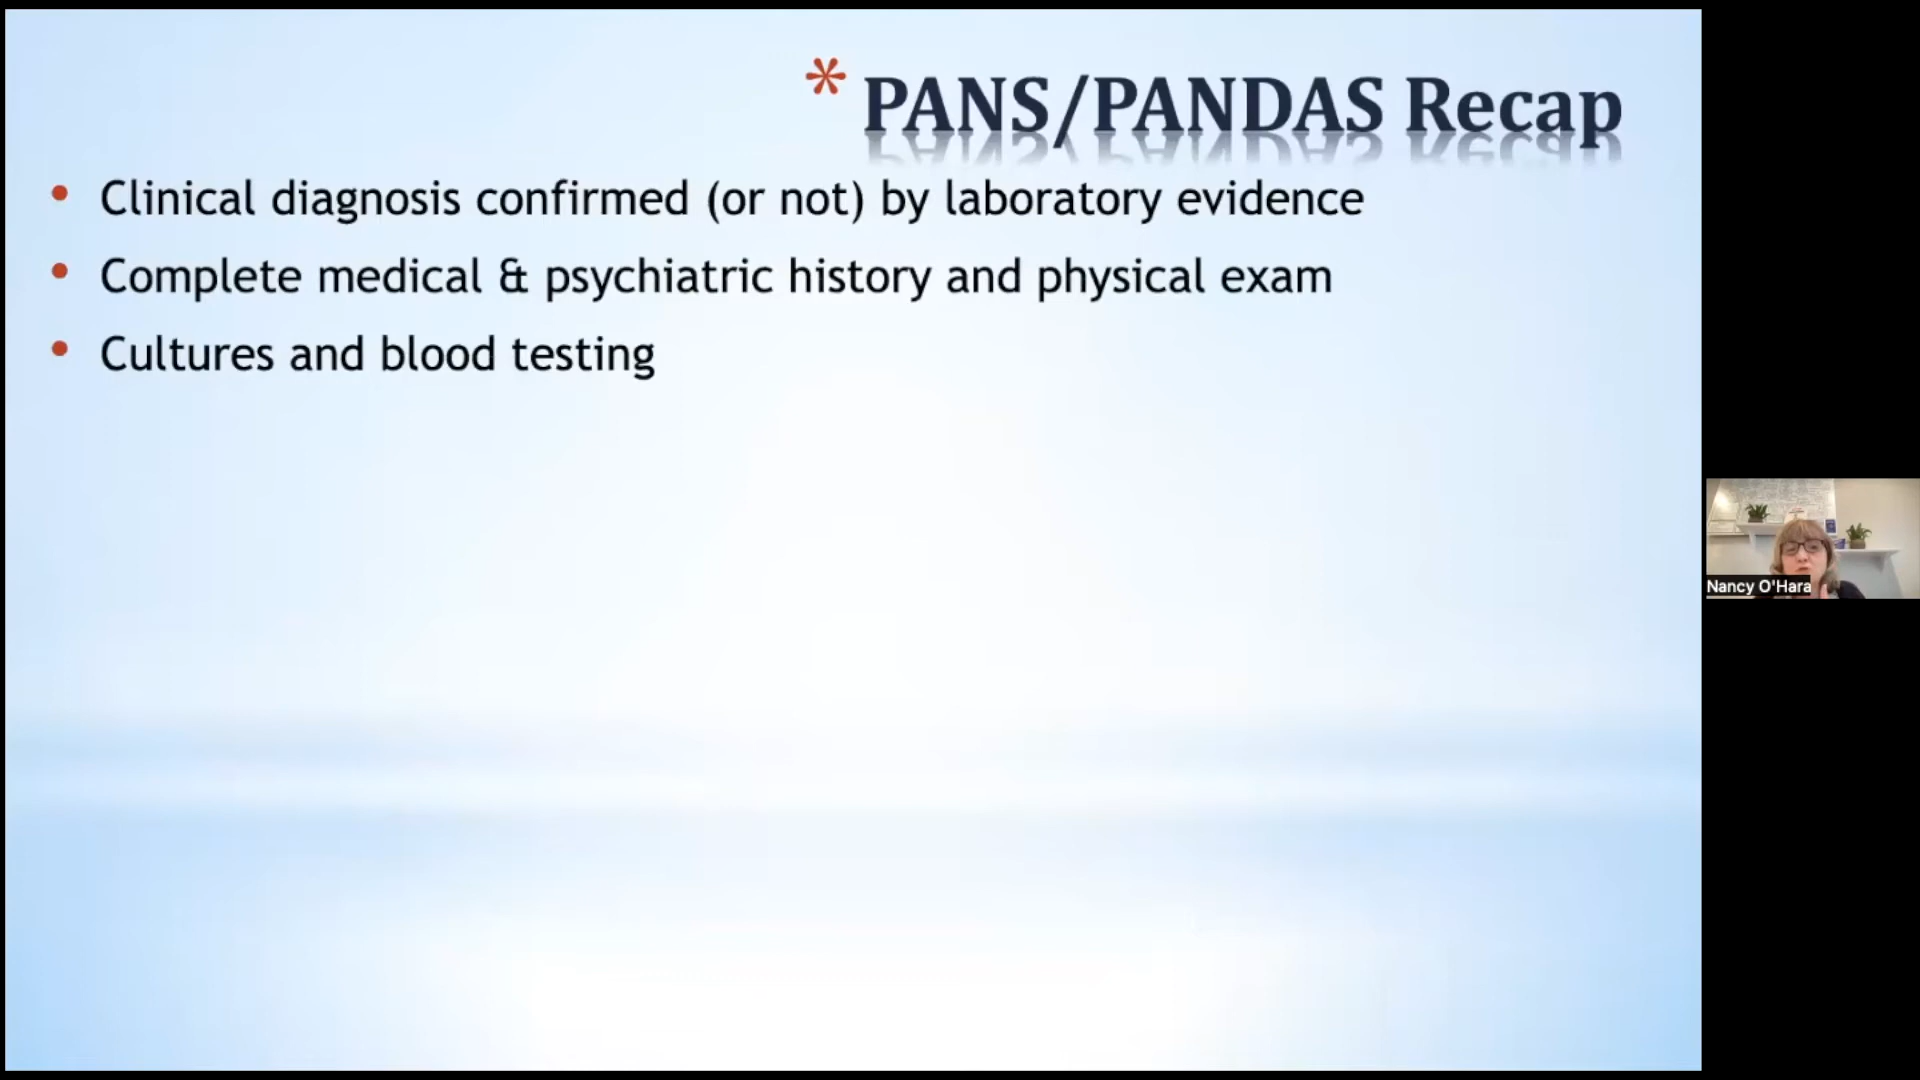 * PANS/PANDAS Recap
• Clinical diagnosis confirmed (or not) by laboratory evidence
• Complete medical & psychiatric history and physical exam
• Cultures and blood testing
Nancy O'Hara